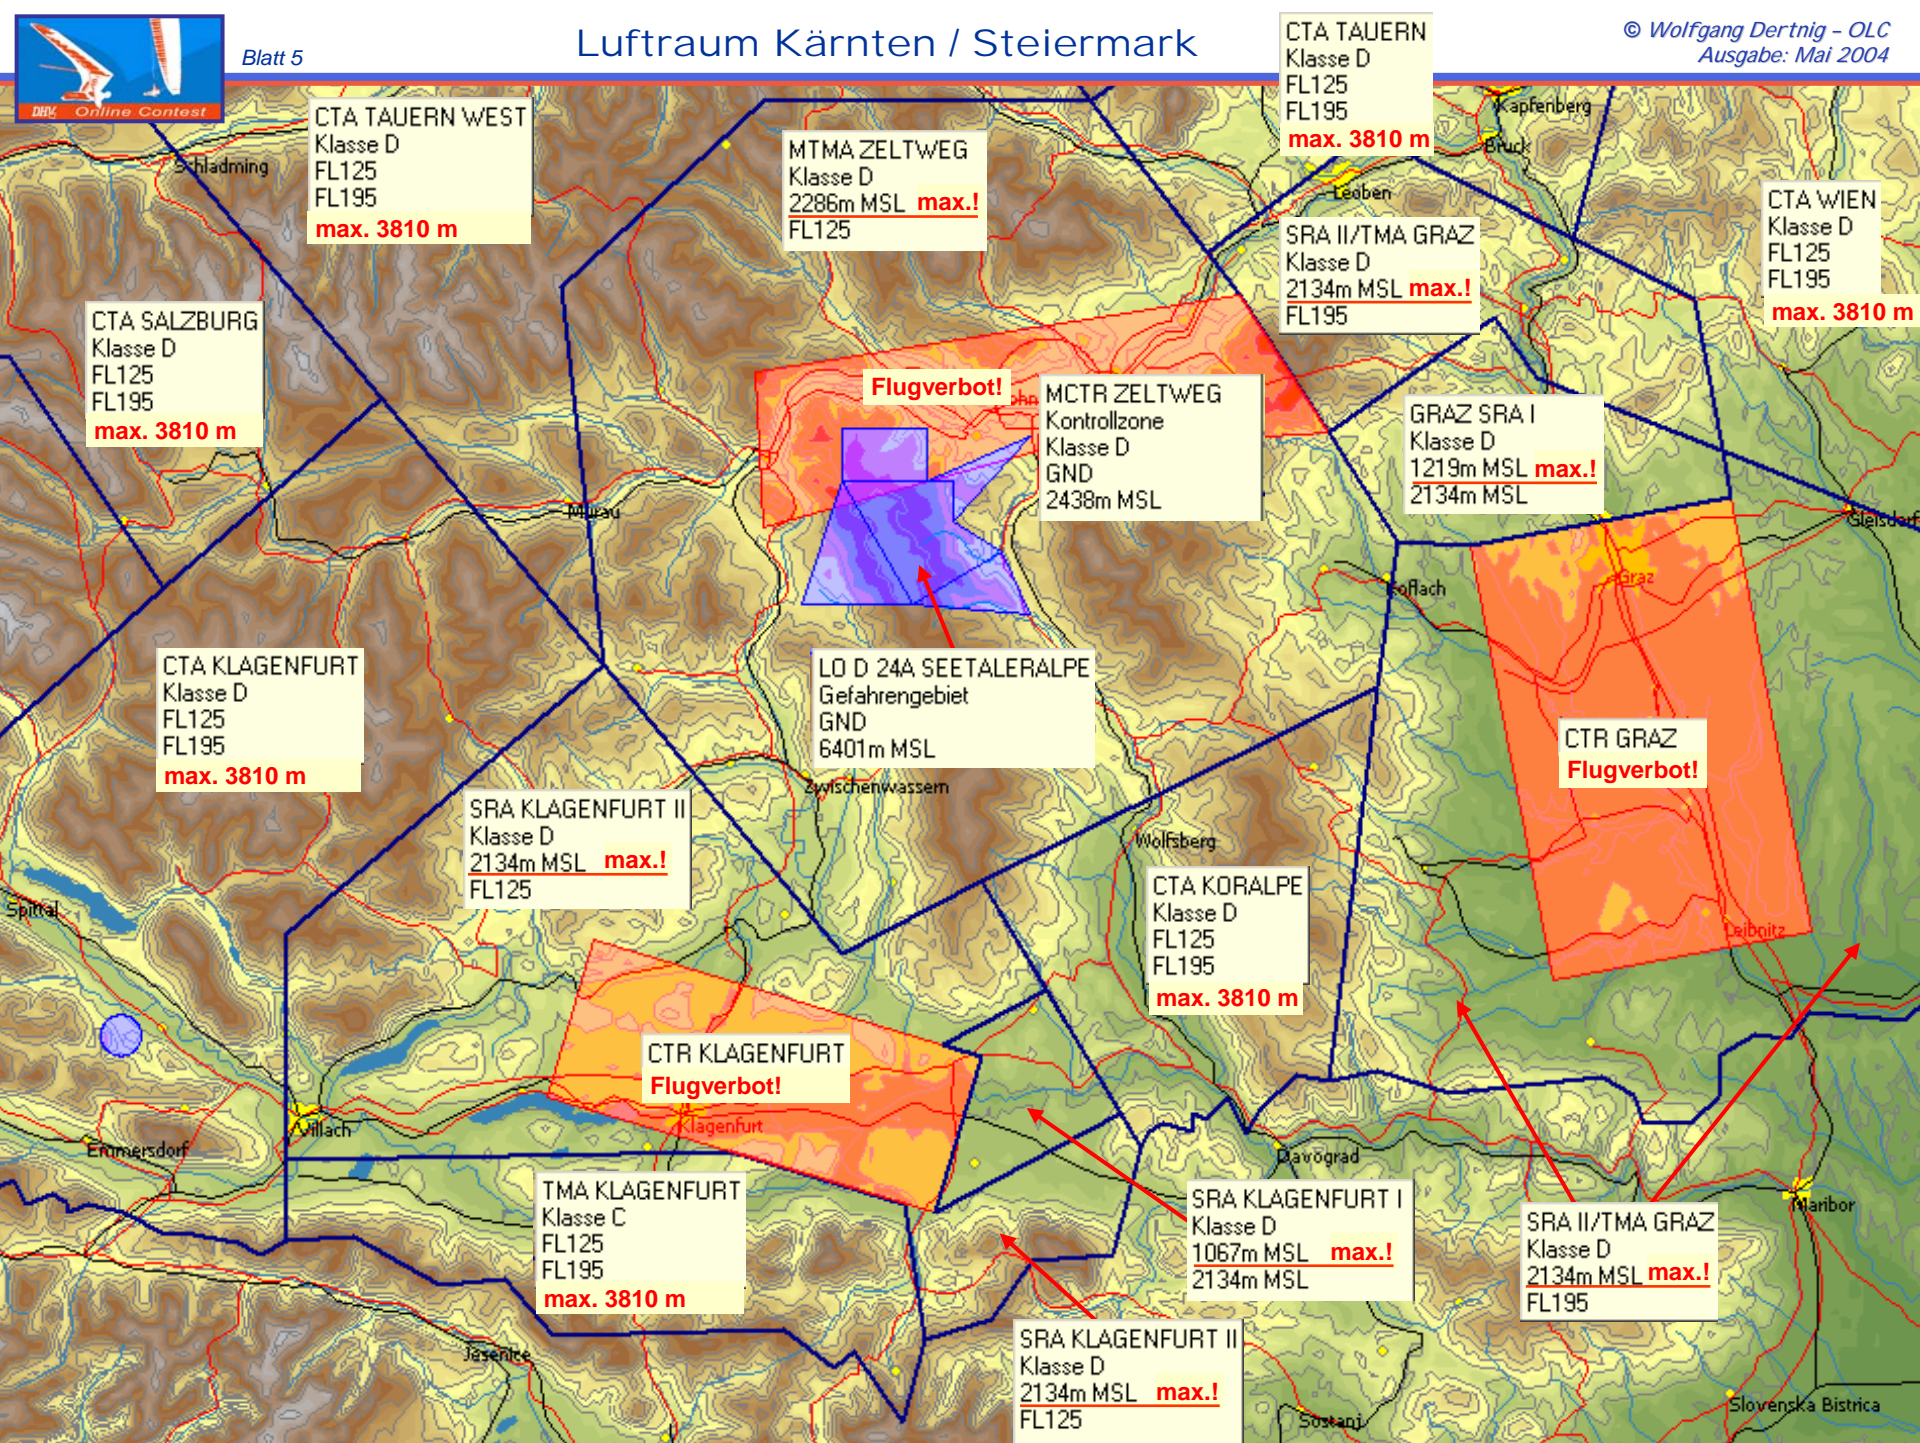 DHV Online Contest
Blatt 5
Luftraum Kärnten / Steiermark
© Wolfgang Dertnig – OLC
Ausgabe: Mai 2004
CTA TAUERN
Klasse D
FL125
FL195
max. 3810 m
CTA TAUERN WEST
Klasse D
FL125
FL195
max. 3810 m
MTMA ZELTWEG
Klasse D
2286m MSL max.!
FL125
CTA WIEN
Klasse D
FL125
FL195
max. 3810 m
SRA II/TMA GRAZ
Klasse D
2134m MSL max.!
FL195
CTA SALZBURG
Klasse D
FL125
FL195
max. 3810 m
Flugverbot!
MCTR ZELTWEG
Kontrollzone
Klasse D
GND
2438m MSL
GRAZ SRA I
Klasse D
1219m MSL max.!
2134m MSL
CTA KLAGENFURT
Klasse D
FL125
FL195
max. 3810 m
LO D 24A SEETALERALPE
Gefahrengebiet
GND
6401m MSL
CTR GRAZ
Flugverbot!
SRA KLAGENFURT II
Klasse D
2134m MSL max.!
FL125
CTA KORALPE
Klasse D
FL125
FL195
max. 3810 m
CTR KLAGENFURT
Flugverbot!
TMA KLAGENFURT
Klasse C
FL125
FL195
max. 3810 m
SRA KLAGENFURT I
Klasse D
1067m MSL max.!
2134m MSL
SRA II/TMA GRAZ
Klasse D
2134m MSL max.!
FL195
SRA KLAGENFURT II
Klasse D
2134m MSL max.!
FL125
Schladming
Kapfenberg
Bruck
Leoben
Murau
Gleisdorf
Graz
Köflach
Zwischenwassern
Wolfsberg
Leibnitz
Spittal
Villach
Klagenfurt
Emmersdorf
Davograd
Maribor
Jesenice
Sostanj
Slovenska Bistrica